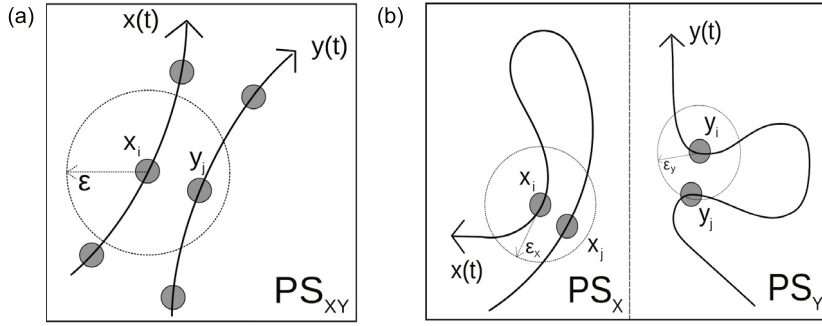 (a)
x(t)
y(t)
x_i
y_j
ε
PS_XY
(b)
x_i
x_j
ε_x
x(t)
PS_X
y(t)
y_i
ε_y
y_j
PS_Y